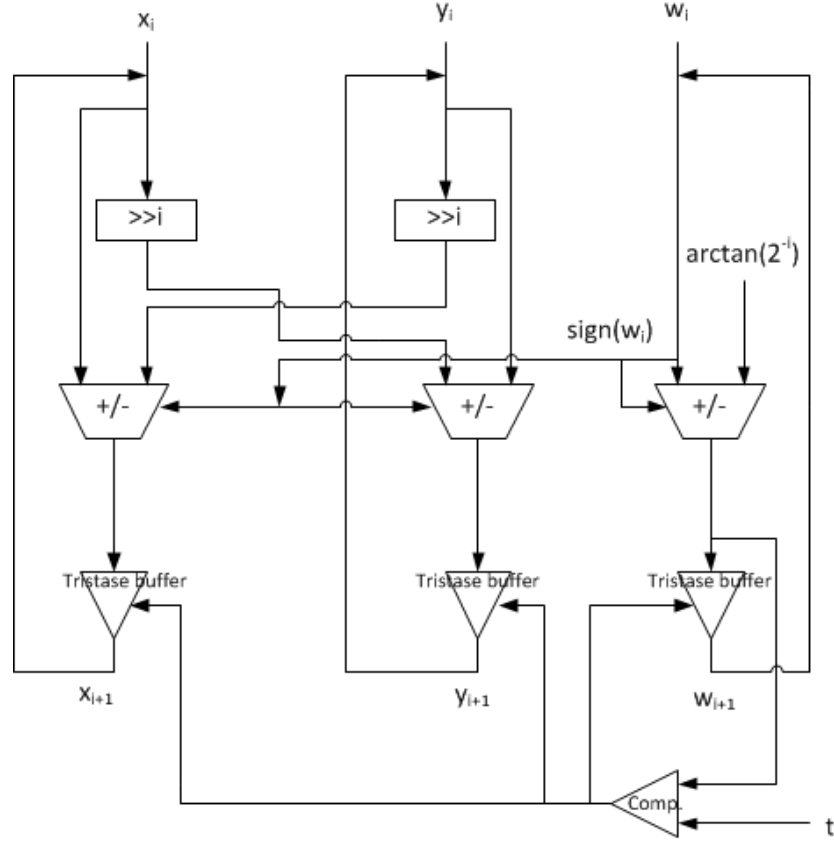 xᵢ
yᵢ
wᵢ
>>i
>>i
arctan(2⁻ⁱ)
sign(wᵢ)
+/-
+/-
+/-
Tristase buffer
Tristase buffer
Tristase buffer
xᵢ₊₁
yᵢ₊₁
wᵢ₊₁
Comp.
t